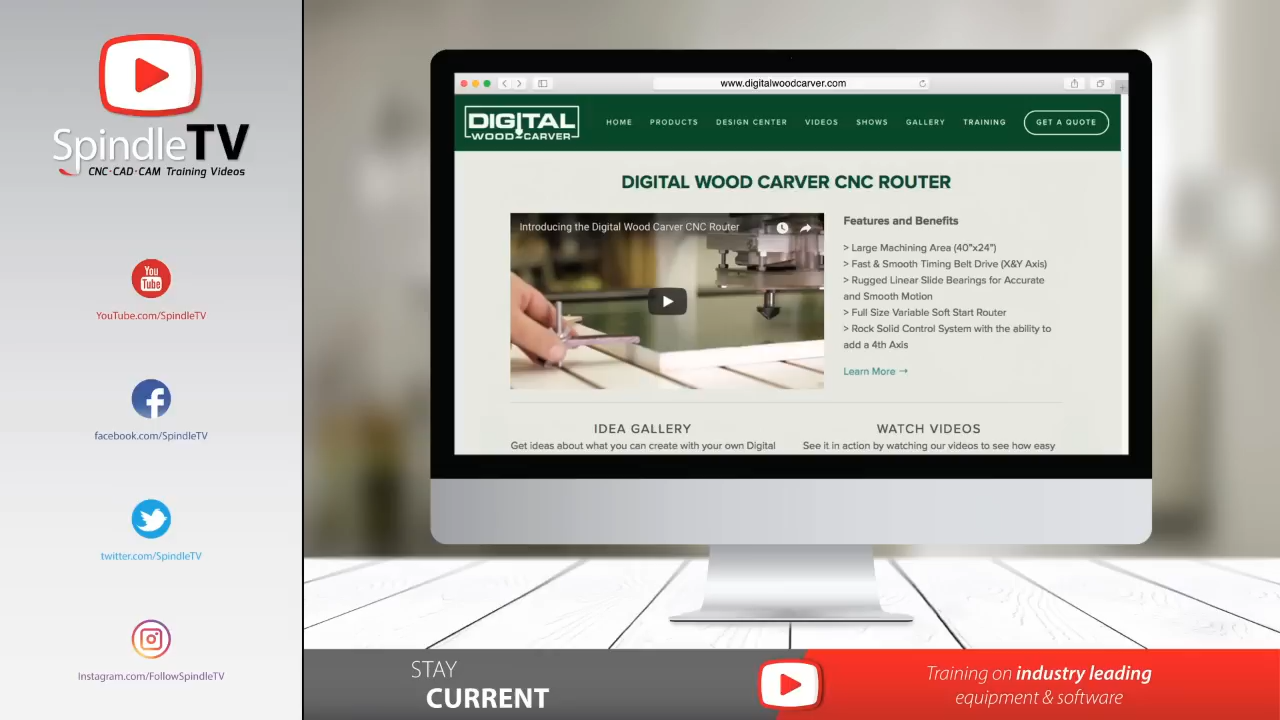 SpindleTV
CNC·CAD·CAM Training Videos
You
Tube
YouTube.com/SpindleTV
facebook.com/SpindleTV
twitter.com/SpindleTV
Instagram.com/FollowSpindleTV
www.digitalwoodcarver.com
DIGITAL
WOOD CARVER
HOME PRODUCTS DESIGN CENTER VIDEOS SHOWS GALLERY TRAINING GET A QUOTE
DIGITAL WOOD CARVER CNC ROUTER
Introducing the Digital Wood Carver CNC Router
Features and Benefits
> Large Machining Area (40"x24")
> Fast & Smooth Timing Belt Drive (X&Y Axis)
> Rugged Linear Slide Bearings for Accurate
and Smooth Motion
> Full Size Variable Soft Start Router
> Rock Solid Control System with the ability to
add a 4th Axis
Learn More →
IDEA GALLERY
Get ideas about what you can create with your own Digital
WATCH VIDEOS
See it in action by watching our videos to see how easy
STAY
CURRENT
Training on industry leading
equipment & software